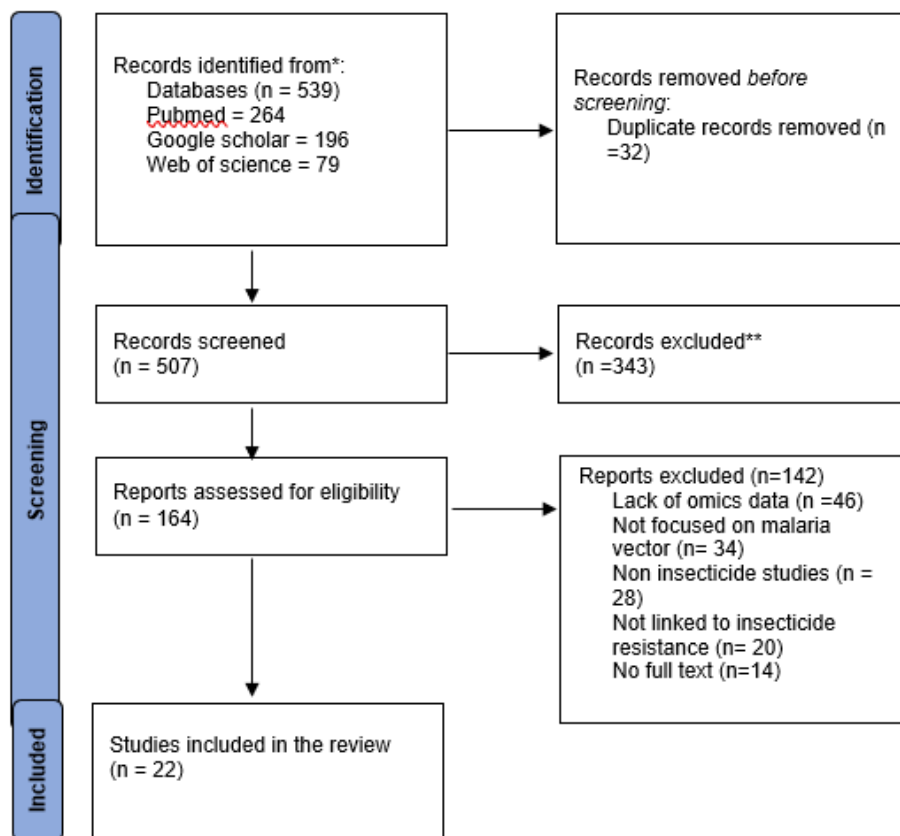 Identification
Records identified from*:
Databases (n = 539)
Pubmed = 264
Google scholar = 196
Web of science = 79
Records removed before
screening:
Duplicate records removed (n
=32)
Screening
Records screened
(n = 507)
Records excluded**
(n =343)
Reports assessed for eligibility
(n = 164)
Reports excluded (n=142)
Lack of omics data (n =46)
Not focused on malaria
vector (n= 34)
Non insecticide studies (n =
28)
Not linked to insecticide
resistance (n= 20)
No full text (n=14)
Included
Studies included in the review
(n = 22)